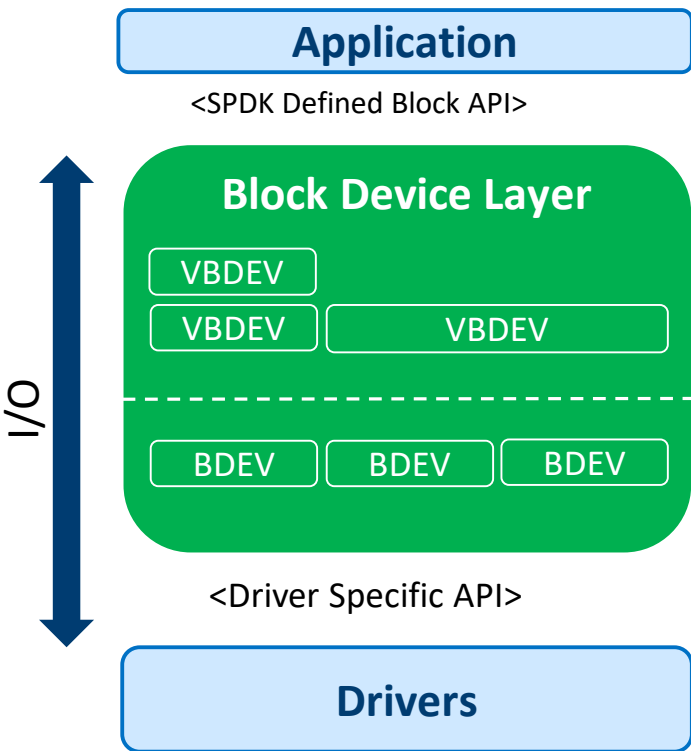 Application
<SPDK Defined Block API>
Block Device Layer
VBDEV
VBDEV VBDEV
I/O
BDEV BDEV BDEV
<Driver Specific API>
Drivers